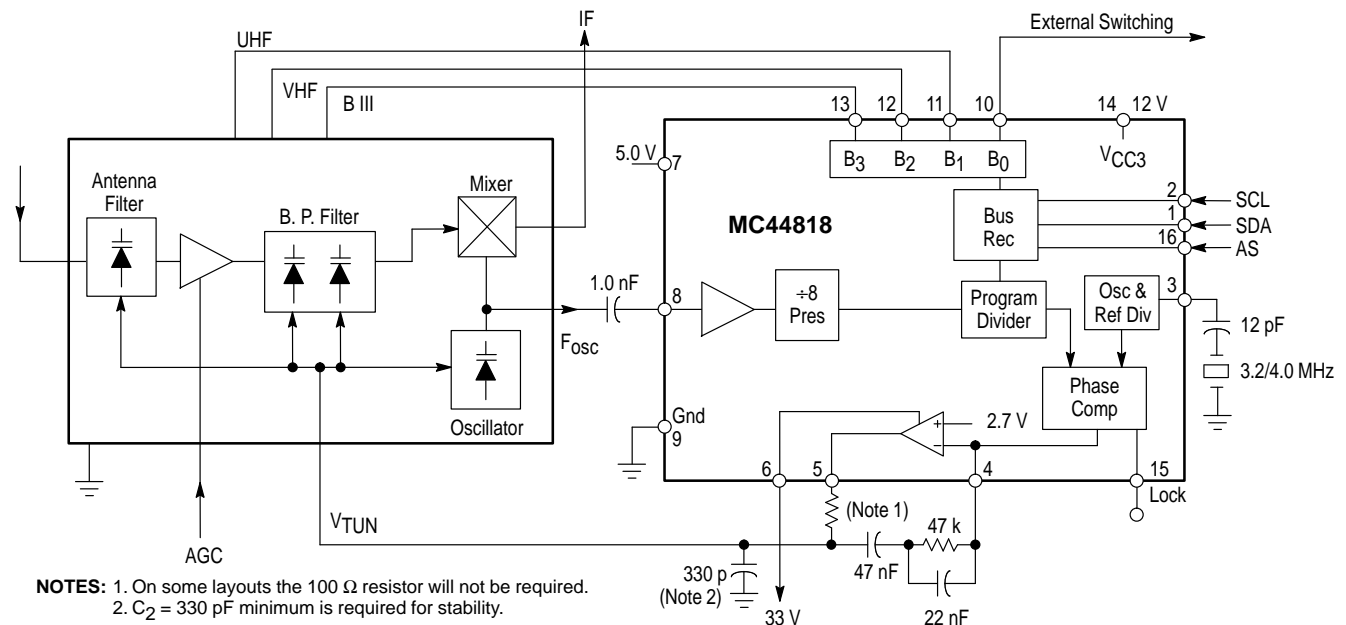 IF
External Switching
UHF
VHF
B III
13
12
11
10
14
12 V
VCC3
5.0 V
7
B3
B2
B1
B0
Antenna
Filter
B. P. Filter
Mixer
MC44818
Bus
Rec
2
SCL
1
SDA
16
AS
1.0 nF
8
÷8
Pres
Program
Divider
Osc &
Ref Div
3
12 pF
3.2/4.0 MHz
Fosc
Oscillator
Phase
Comp
Gnd
9
+
2.7 V
−
6
5
4
15
Lock
(Note 1)
VTUN
47 k
AGC
47 nF
330 p
(Note 2)
33 V
22 nF
NOTES: 1. On some layouts the 100 Ω resistor will not be required.
2. C2 = 330 pF minimum is required for stability.